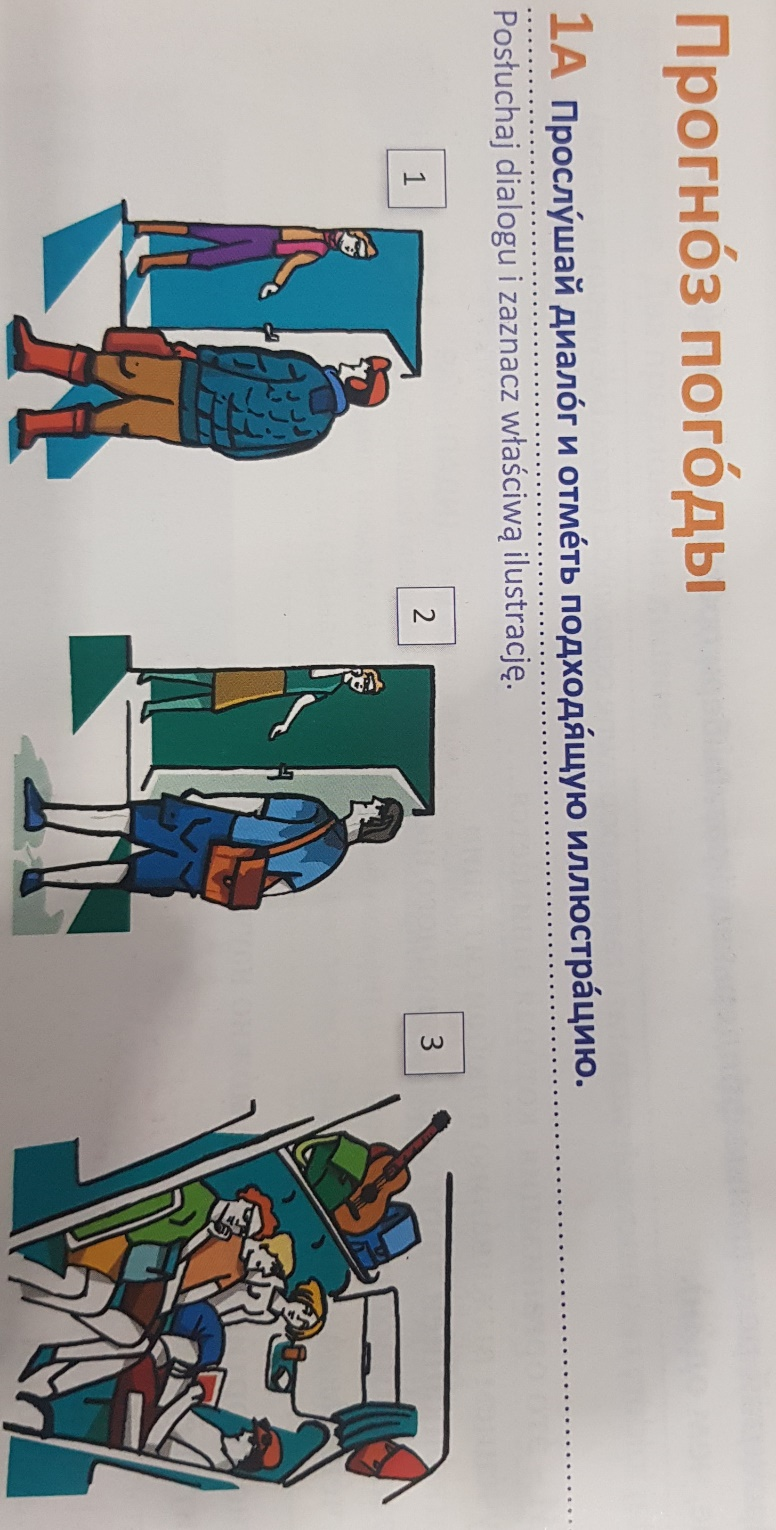 Прогно́з пого́ды
1A Прослу́шай диало́г и отме́ть подходя́щую иллюстра́цию.
Posłuchaj dialogu i zaznacz właściwą ilustrację.
1
2
3